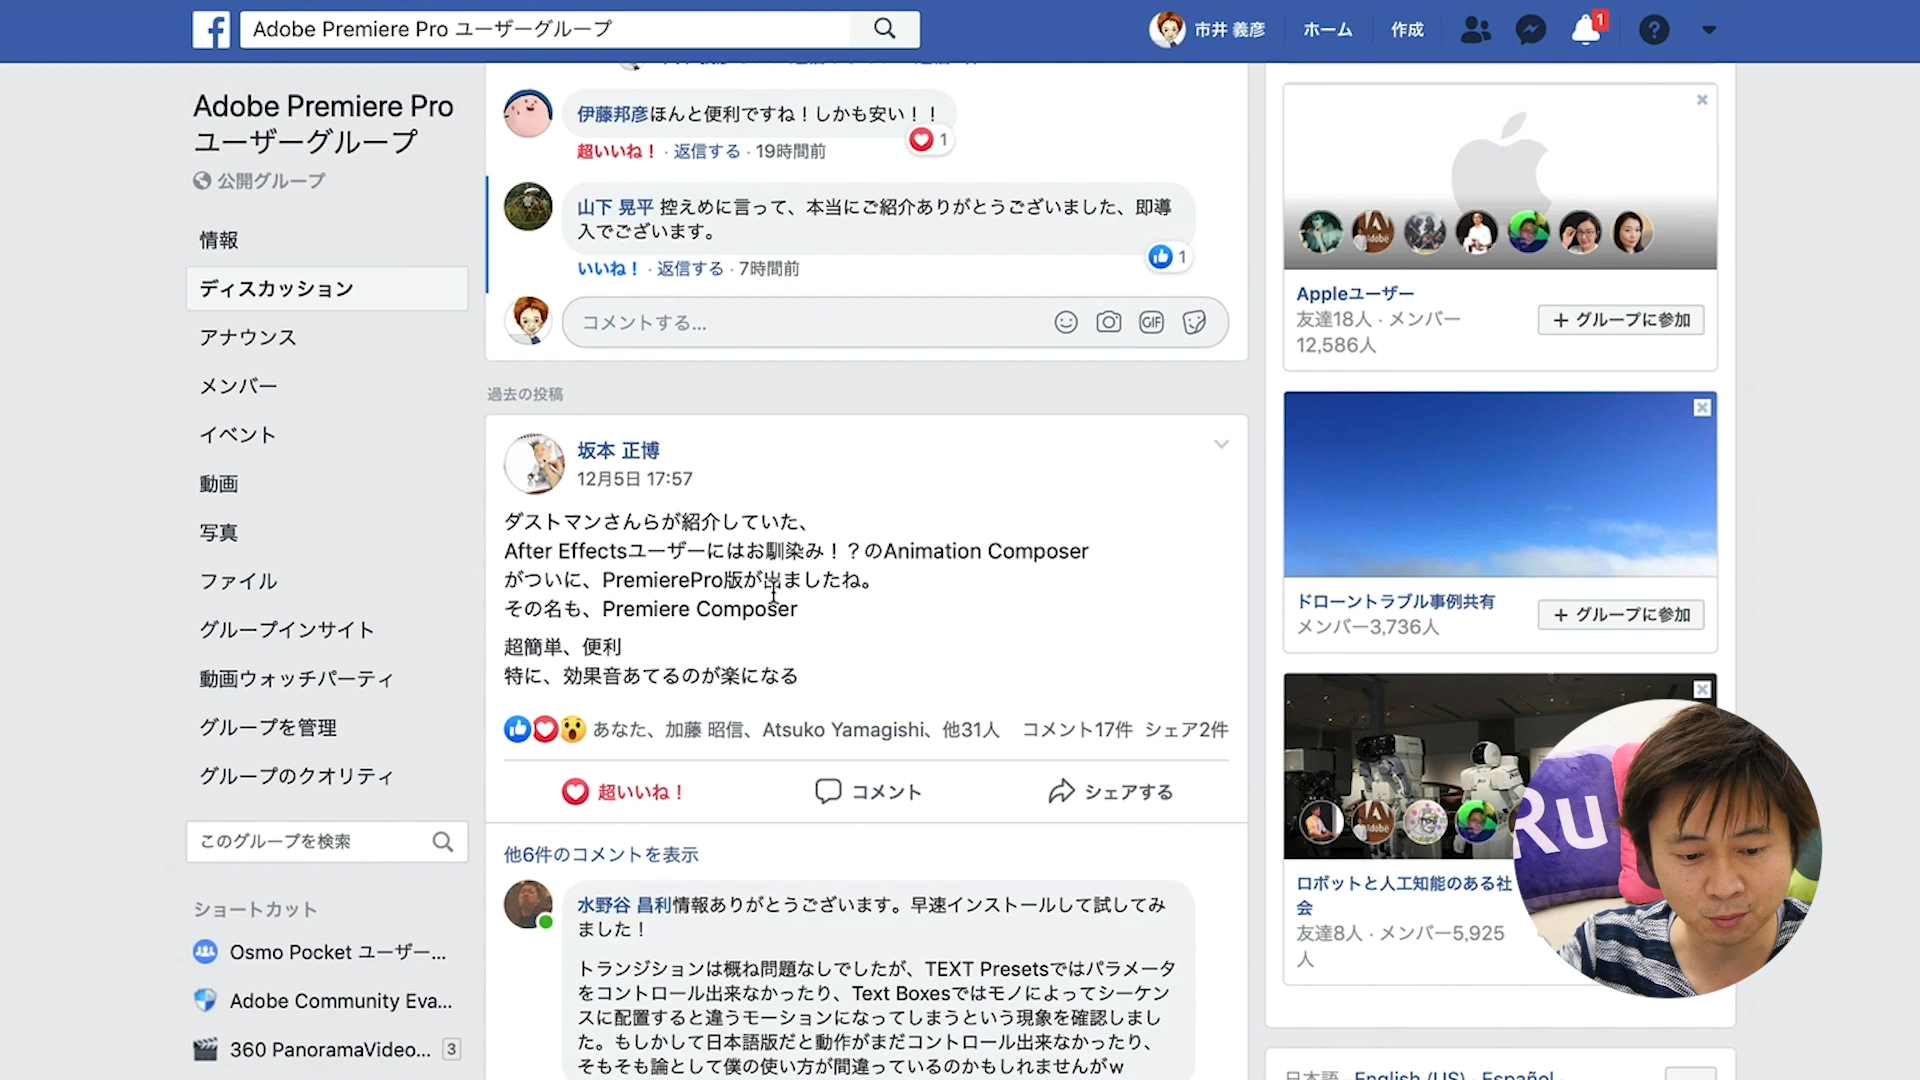 Adobe Premiere Pro ユーザーグループ
市井 義彦
ホーム
作成
1
Adobe Premiere Pro
ユーザーグループ
公開グループ
情報
ディスカッション
アナウンス
メンバー
イベント
動画
写真
ファイル
グループインサイト
動画ウォッチパーティ
グループを管理
グループのクオリティ
このグループを検索
ショートカット
Osmo Pocket ユーザー...
Adobe Community Eva...
360 PanoramaVideo...
3
伊藤邦彦ほんと便利ですね！しかも安い！！
1
超いいね！ · 返信する · 19時間前
山下 晃平 控えめに言って、本当にご紹介ありがとうございました、即導
入でございます。
1
いいね！ · 返信する · 7時間前
コメントする...
GIF
過去の投稿
坂本 正博
12月5日 17:57
ダストマンさんらが紹介していた、
After Effectsユーザーにはお馴染み！？のAnimation Composer
がついに、PremierePro版が出ましたね。
その名も、Premiere Composer
超簡単、便利
特に、効果音あてるのが楽になる
あなた、加藤 昭信、Atsuko Yamagishi、他31人
コメント17件 シェア2件
超いいね！
コメント
シェアする
他6件のコメントを表示
水野谷 昌利情報ありがとうございます。早速インストールして試してみ
ました！
トランジションは概ね問題なしでしたが、TEXT Presetsではパラメータ
をコントロール出来なかったり、Text Boxesではモノによってシーケン
スに配置すると違うモーションになってしまうという現象を確認しまし
た。もしかして日本語版だと動作がまだコントロール出来なかったり、
そもそも論として僕の使い方が間違っているのかもしれませんがw
Adobe
Appleユーザー
友達18人 · メンバー
12,586人
＋ グループに参加
ドローントラブル事例共有
メンバー3,736人
＋ グループに参加
Adobe
Ru
ロボットと人工知能のある社
会
友達8人 · メンバー5,925
人
日本語 · English (US) · Español ·